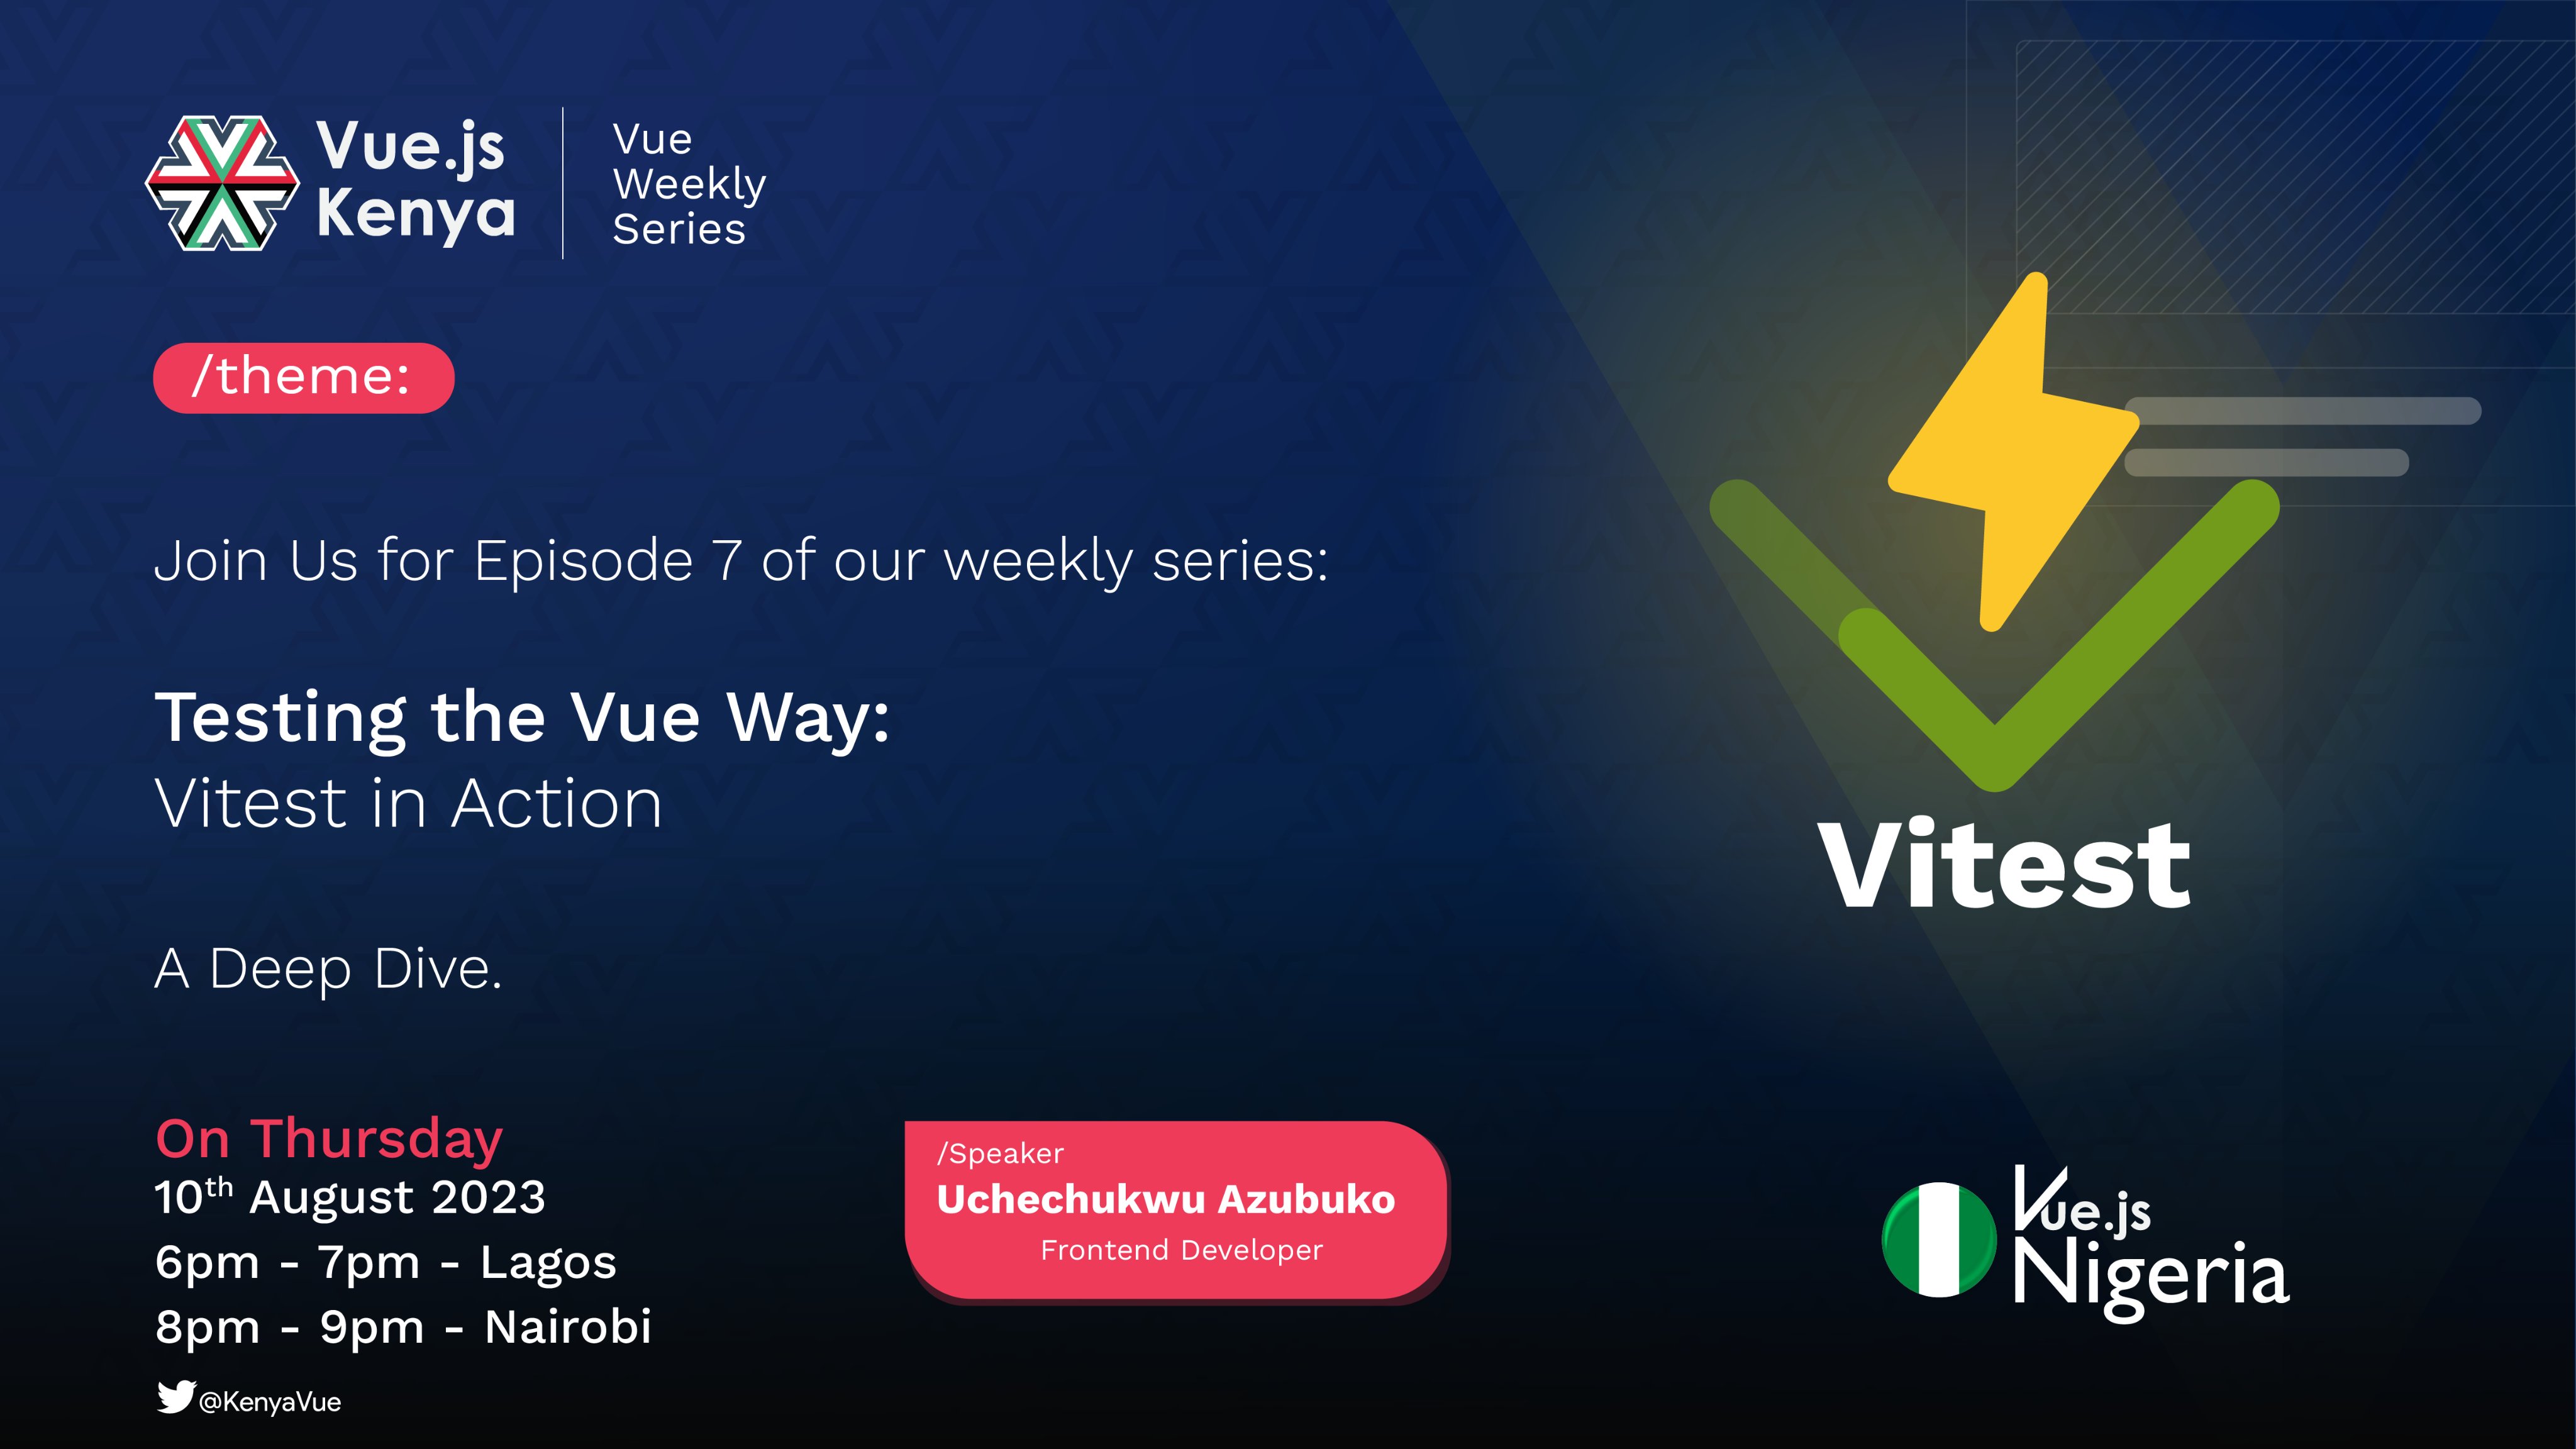 Vue.js
Kenya
Vue
Weekly
Series
/theme:
Join Us for Episode 7 of our weekly series:
Testing the Vue Way:
Vitest in Action
A Deep Dive.
Vitest
On Thursday
10th August 2023
6pm - 7pm - Lagos
8pm - 9pm - Nairobi
@KenyaVue
/Speaker
Uchechukwu Azubuko
Frontend Developer
Vue.js
Nigeria